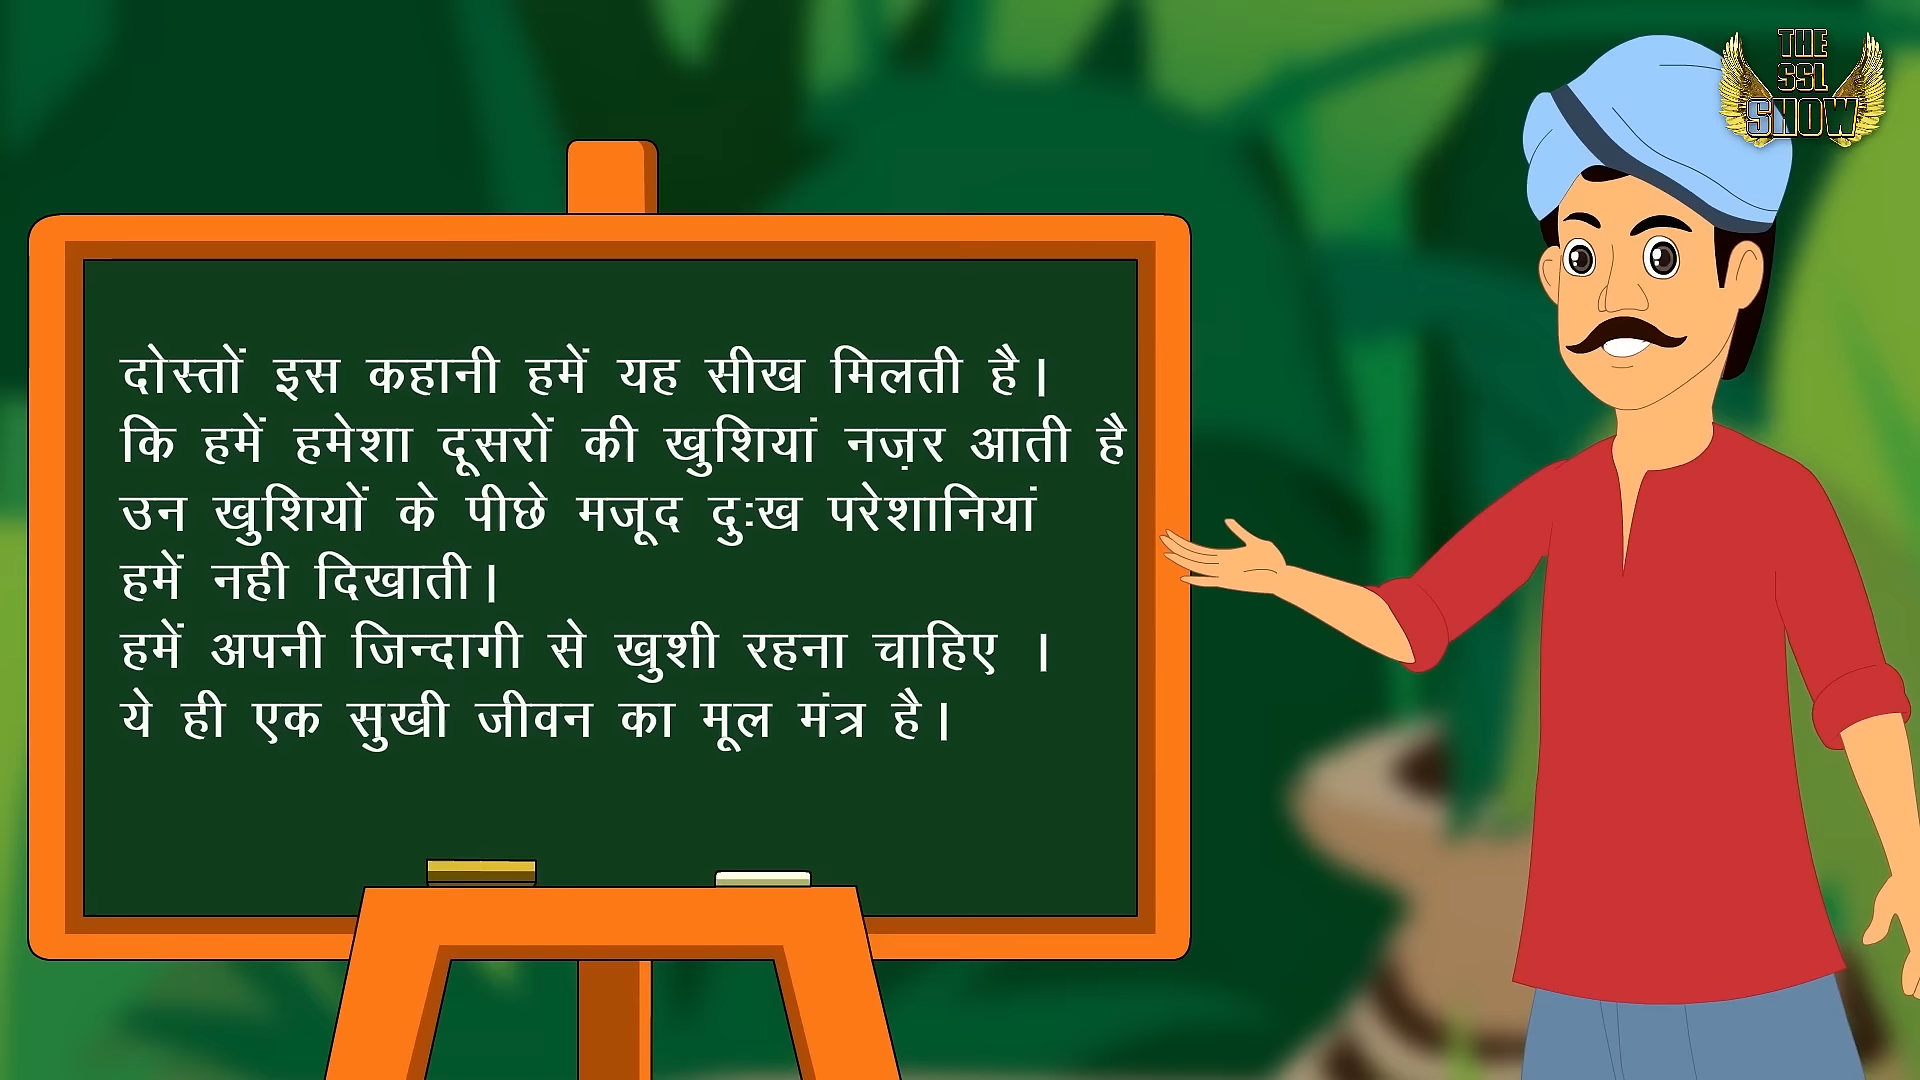 THE
SSL
SHOW
दोस्तों इस कहानी हमें यह सीख मिलती है।
कि हमें हमेशा दूसरों की खुशियां नज़र आती है
उन खुशियों के पीछे मजूद दुःख परेशानियां
हमें नही दिखाती।
हमें अपनी जिन्दागी से खुशी रहना चाहिए ।
ये ही एक सुखी जीवन का मूल मंत्र है।